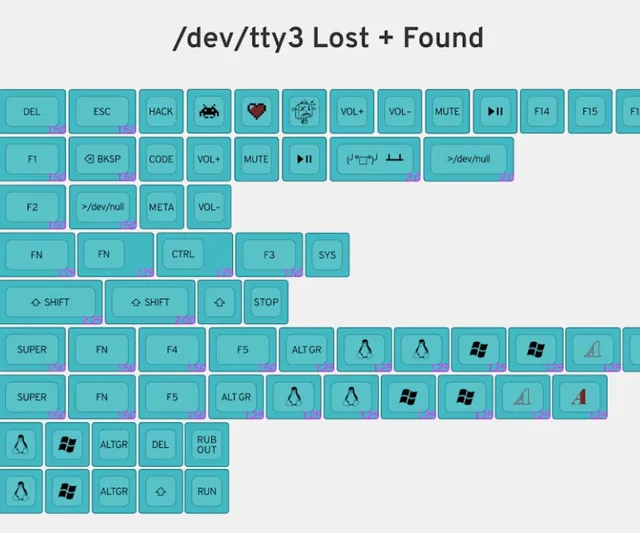 /dev/tty3 Lost + Found
DEL ESC HACK VOL+ VOL- MUTE F14 F15
F1 BKSP CODE VOL+ MUTE (╯°□°)╯ ┻━┻ >/dev/null
F2 >/dev/null META VOL-
FN FN CTRL F3 SYS
SHIFT SHIFT STOP
SUPER FN F4 F5 ALT GR
SUPER FN F5 ALT GR
ALTGR DEL RUB OUT
ALTGR RUN